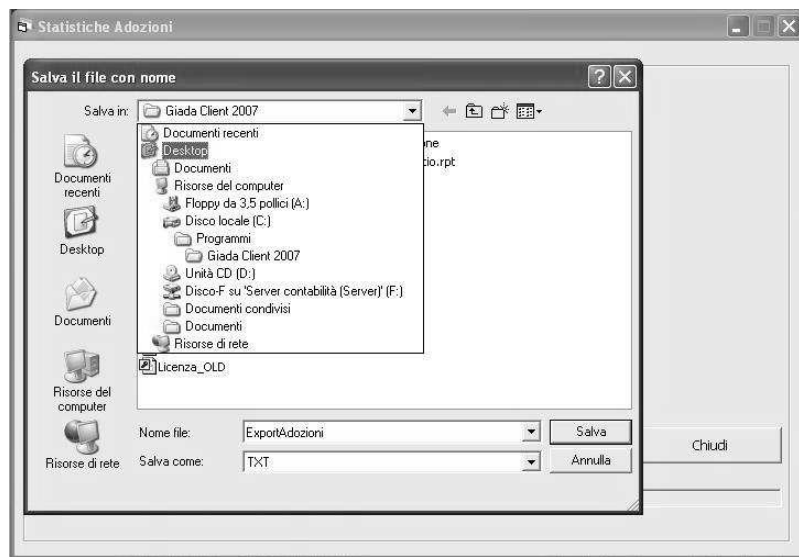 Statistiche Adozioni
Salva il file con nome
Salva in:
Giada Client 2007
Documenti recenti
Desktop
Documenti
Risorse del computer
Floppy da 3,5 pollici (A:)
Disco locale (C:)
Programmi
Giada Client 2007
Unità CD (D:)
Disco-F su 'Server contabilità (Server)' (F:)
Documenti condivisi
Documenti
Risorse di rete
ne
cio.rpt
Licenza_OLD
Documenti
recenti
Desktop
Documenti
Risorse del
computer
Risorse di rete
Nome file:
ExportAdozioni
Salva
Salva come:
TXT
Annulla
Chiudi